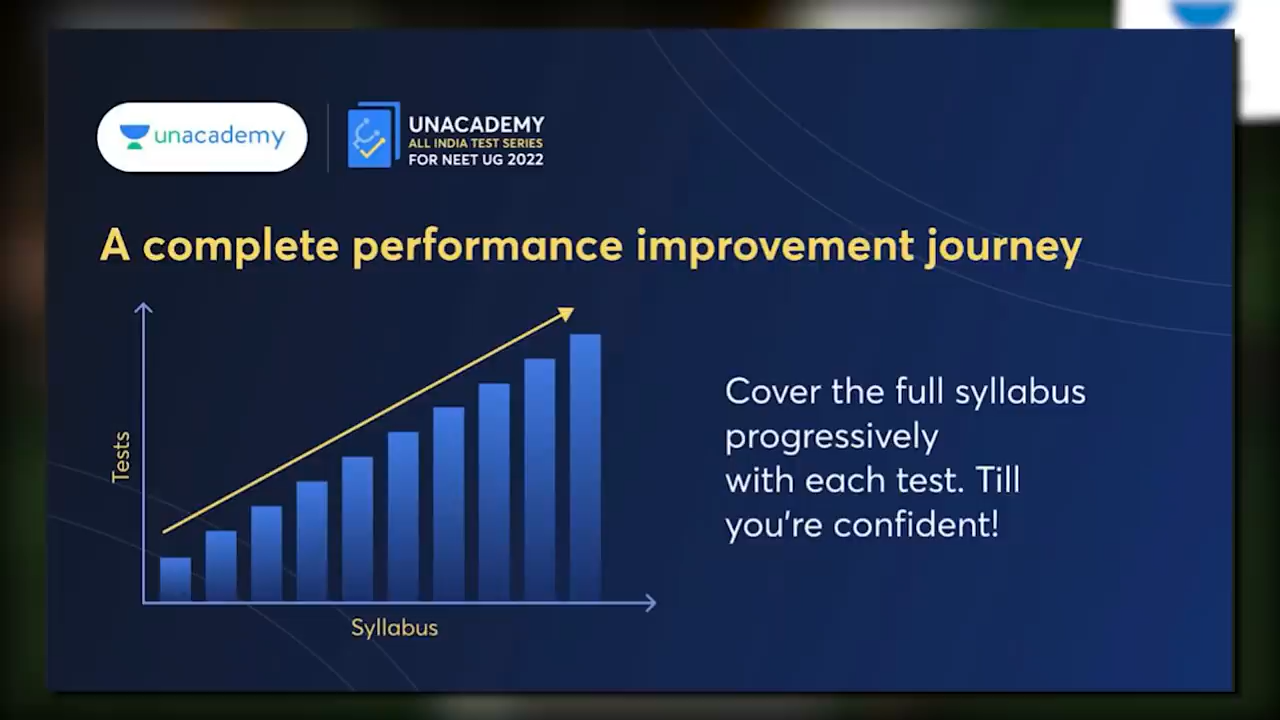 unacademy
UNACADEMY
ALL INDIA TEST SERIES
FOR NEET UG 2022
A complete performance improvement journey
Tests
Syllabus
Cover the full syllabus
progressively
with each test. Till
you're confident!